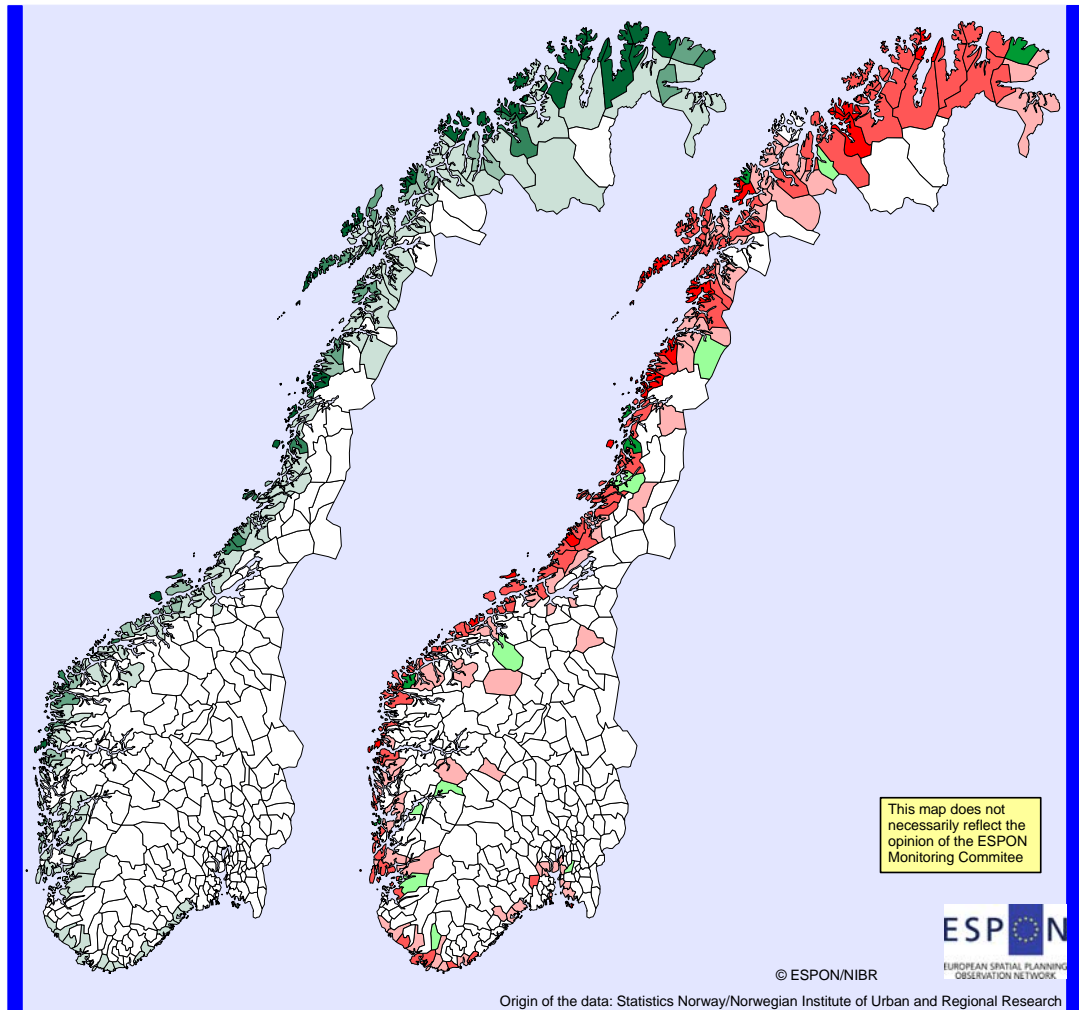 This map does not
necessarily reflect the
opinion of the ESPON
Monitoring Commitee
ESPON
EUROPEAN SPATIAL PLANNING
OBSERVATION NETWORK
© ESPON/NIBR
Origin of the data: Statistics Norway/Norwegian Institute of Urban and Regional Research